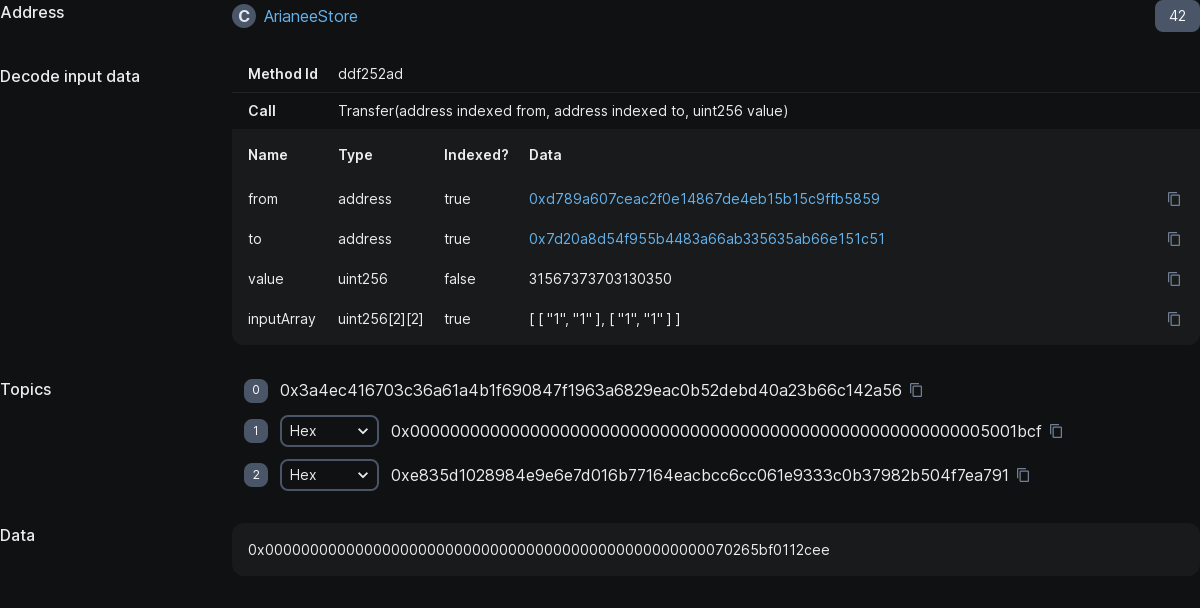 Address
C ArianeeStore 42
Decode input data
Method Id ddf252ad
Call Transfer(address indexed from, address indexed to, uint256 value)
Name Type Indexed? Data
from address true 0xd789a607ceac2f0e14867de4eb15b15c9ffb5859
to address true 0x7d20a8d54f955b4483a66ab335635ab66e151c51
value uint256 false 31567373703130350
inputArray uint256[2][2] true [ [ "1", "1" ], [ "1", "1" ] ]
Topics
0 0x3a4ec416703c36a61a4b1f690847f1963a6829eac0b52debd40a23b66c142a56
1 Hex 0x0000000000000000000000000000000000000000000000000000000005001bcf
2 Hex 0xe835d1028984e9e6e7d016b77164eacbcc6cc061e9333c0b37982b504f7ea791
Data
0x0000000000000000000000000000000000000000000000000070265bf0112cee